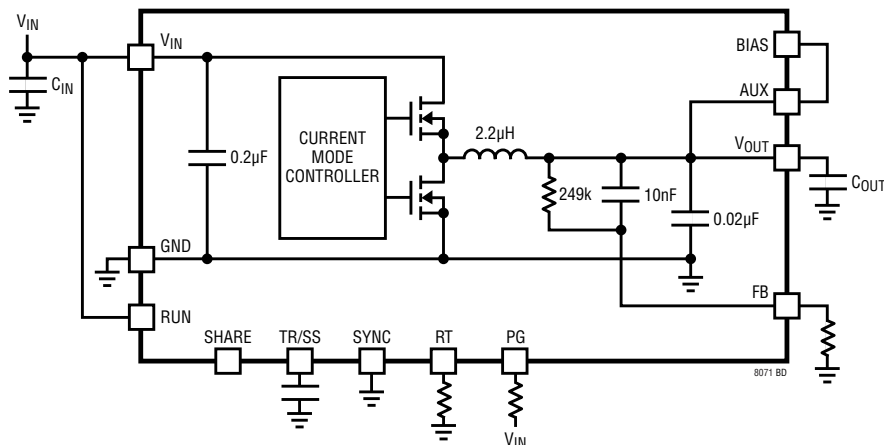 VIN
CIN
VIN
0.2µF
CURRENT
MODE
CONTROLLER
2.2µH
249k
10nF
0.02µF
BIAS
AUX
VOUT
COUT
GND
RUN
FB
SHARE
TR/SS
SYNC
RT
PG
VIN
8071 BD